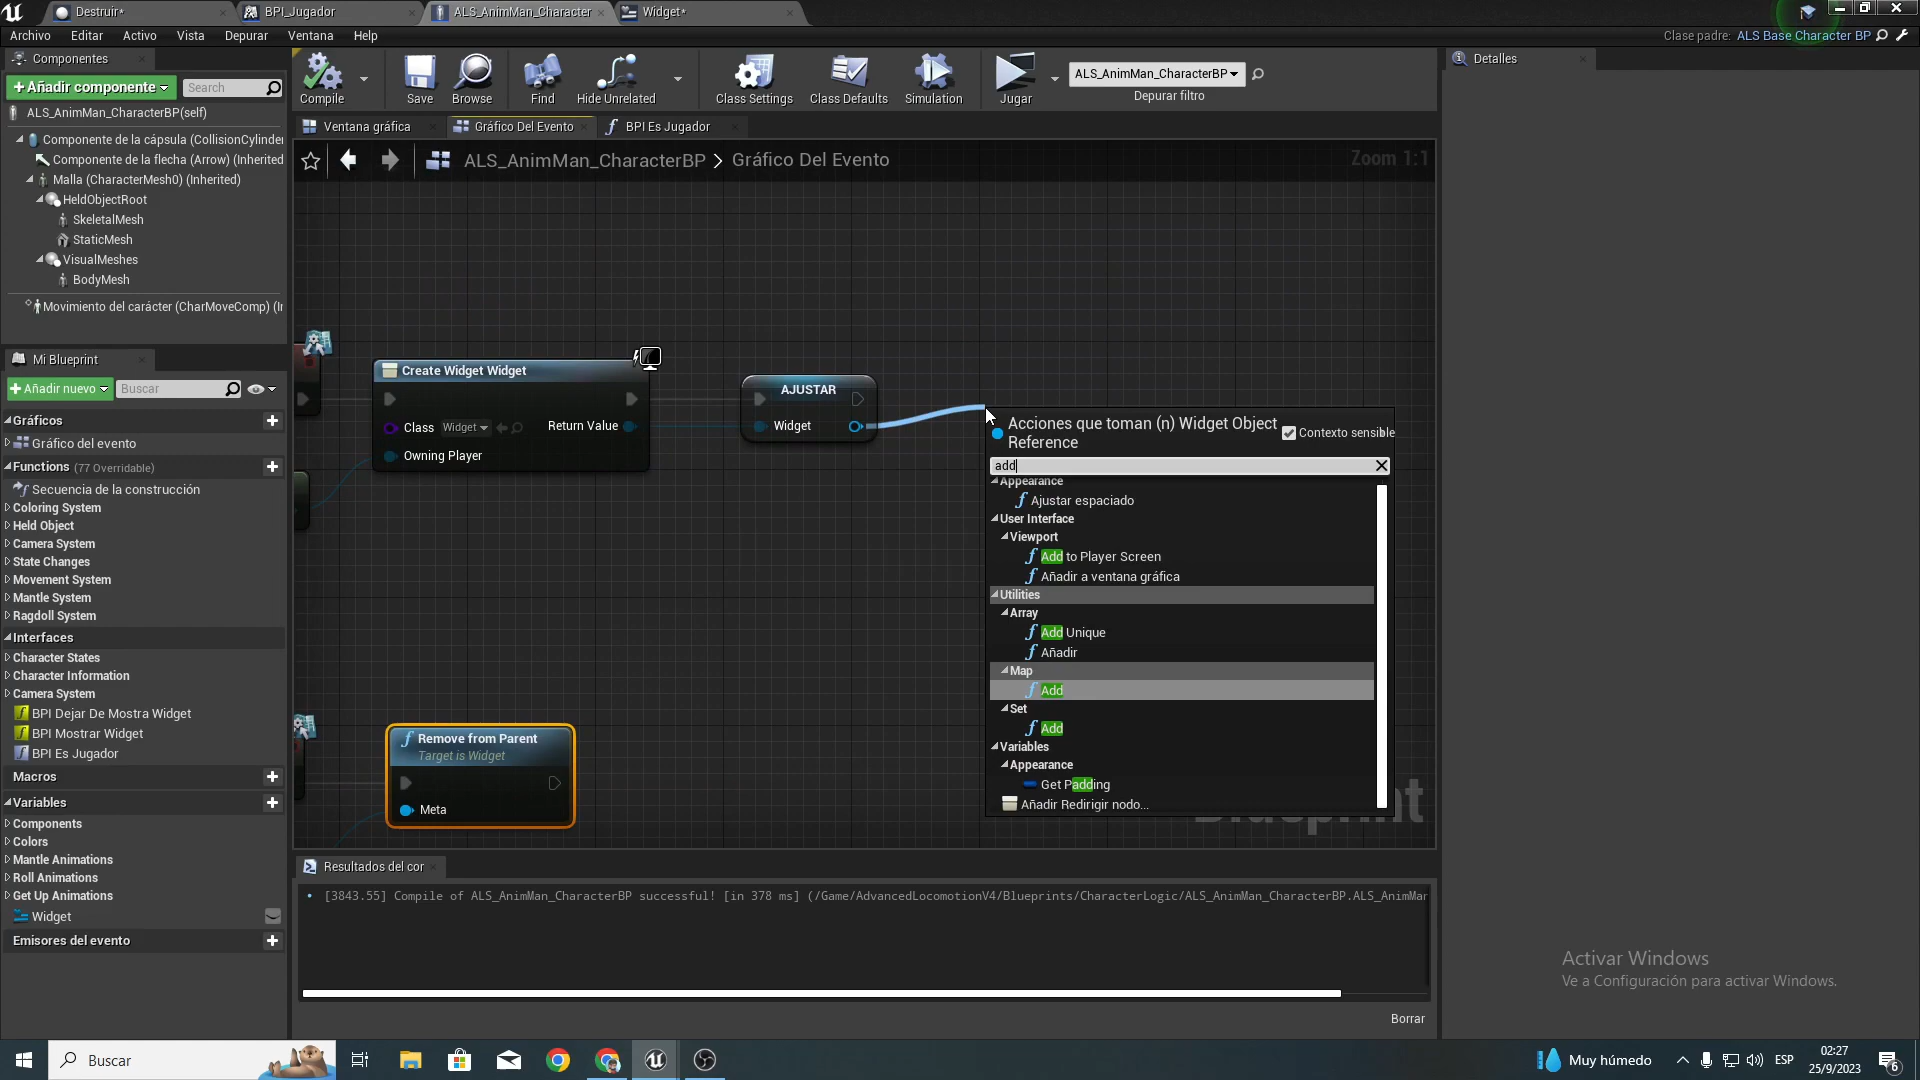 Destruir*
BPI_Jugador
ALS_AnimMan_Character
Widget*
Archivo
Editar
Activo
Vista
Depurar
Ventana
Help
Clase padre: ALS Base Character BP
Componentes
+Añadir componente
Search
ALS_AnimMan_CharacterBP(self)
Componente de la cápsula (CollisionCylinder
Componente de la flecha (Arrow) (Inherited
Malla (CharacterMesh0) (Inherited)
HeldObjectRoot
SkeletalMesh
StaticMesh
VisualMeshes
BodyMesh
Movimiento del carácter (CharMoveComp) (I
Compile
Save
Browse
Find
Hide Unrelated
Class Settings
Class Defaults
Simulation
Jugar
ALS_AnimMan_CharacterBP
Depurar filtro
Detalles
Ventana gráfica
Gráfico Del Evento
BPI Es Jugador
ALS_AnimMan_CharacterBP > Gráfico Del Evento
Zoom 1:1
Mi Blueprint
+Añadir nuevo
Buscar
Gráficos
Gráfico del evento
Functions (77 Overridable)
Secuencia de la construcción
Coloring System
Held Object
Camera System
State Changes
Movement System
Mantle System
Ragdoll System
Interfaces
Character States
Character Information
Camera System
BPI Dejar De Mostra Widget
BPI Mostrar Widget
BPI Es Jugador
Macros
Variables
Components
Colors
Mantle Animations
Roll Animations
Get Up Animations
Widget
Emisores del evento
Create Widget Widget
Class
Widget
Return Value
Owning Player
AJUSTAR
Widget
Remove from Parent
Target is Widget
Meta
Acciones que toman (n) Widget Object
Reference
Contexto sensible
add
Appearance
Ajustar espaciado
User Interface
Viewport
Add to Player Screen
Añadir a ventana gráfica
Utilities
Array
Add Unique
Añadir
Map
Add
Set
Add
Variables
Appearance
Get Padding
Añadir Redirigir nodo...
Resultados del cor
[3843.55] Compile of ALS_AnimMan_CharacterBP successful! [in 378 ms] (/Game/AdvancedLocomotionV4/Blueprints/CharacterLogic/ALS_AnimMan_CharacterBP.ALS_AnimMan
Borrar
Activar Windows
Ve a Configuración para activar Windows.
Buscar
Muy húmedo
ESP
02:27
25/9/2023
6